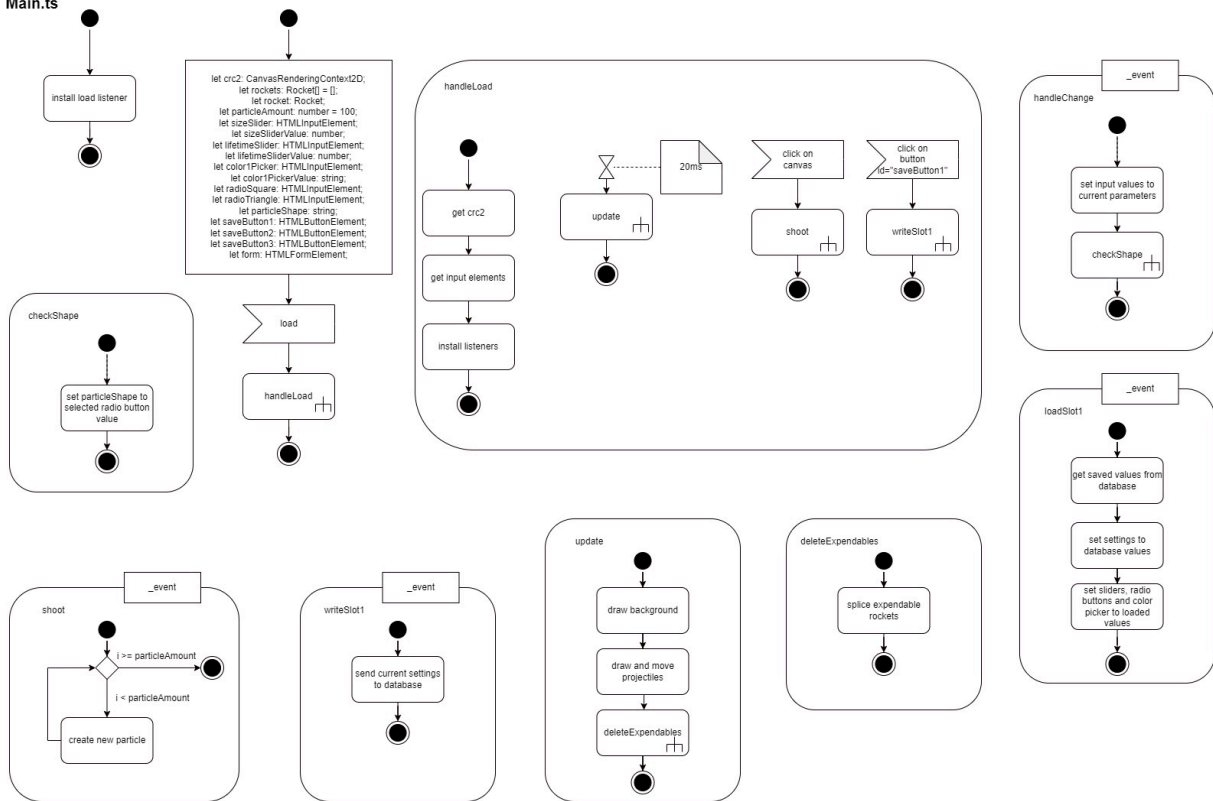 Main.ts
install load listener
let crc2: CanvasRenderingContext2D;
let rockets: Rocket[] = [];
let rocket: Rocket;
let particleAmount: number = 100;
let sizeSlider: HTMLInputElement;
let sizeSliderValue: number;
let lifetimeSlider: HTMLInputElement;
let lifetimeSliderValue: number;
let color1Picker: HTMLInputElement;
let color1PickerValue: string;
let radioSquare: HTMLInputElement;
let radioTriangle: HTMLInputElement;
let particleShape: string;
let saveButton1: HTMLButtonElement;
let saveButton2: HTMLButtonElement;
let saveButton3: HTMLButtonElement;
let form: HTMLFormElement;
load
handleLoad
handleLoad
get crc2
get input elements
install listeners
20ms
update
click on
canvas
shoot
click on
button
id="saveButton1"
writeSlot1
_event
handleChange
set input values to
current parameters
checkShape
checkShape
set particleShape to
selected radio button
value
_event
loadSlot1
get saved values from
database
set settings to
database values
set sliders, radio
buttons and color
picker to loaded
values
_event
shoot
i >= particleAmount
i < particleAmount
create new particle
_event
writeSlot1
send current settings
to database
update
draw background
draw and move
projectiles
deleteExpendables
deleteExpendables
splice expendable
rockets